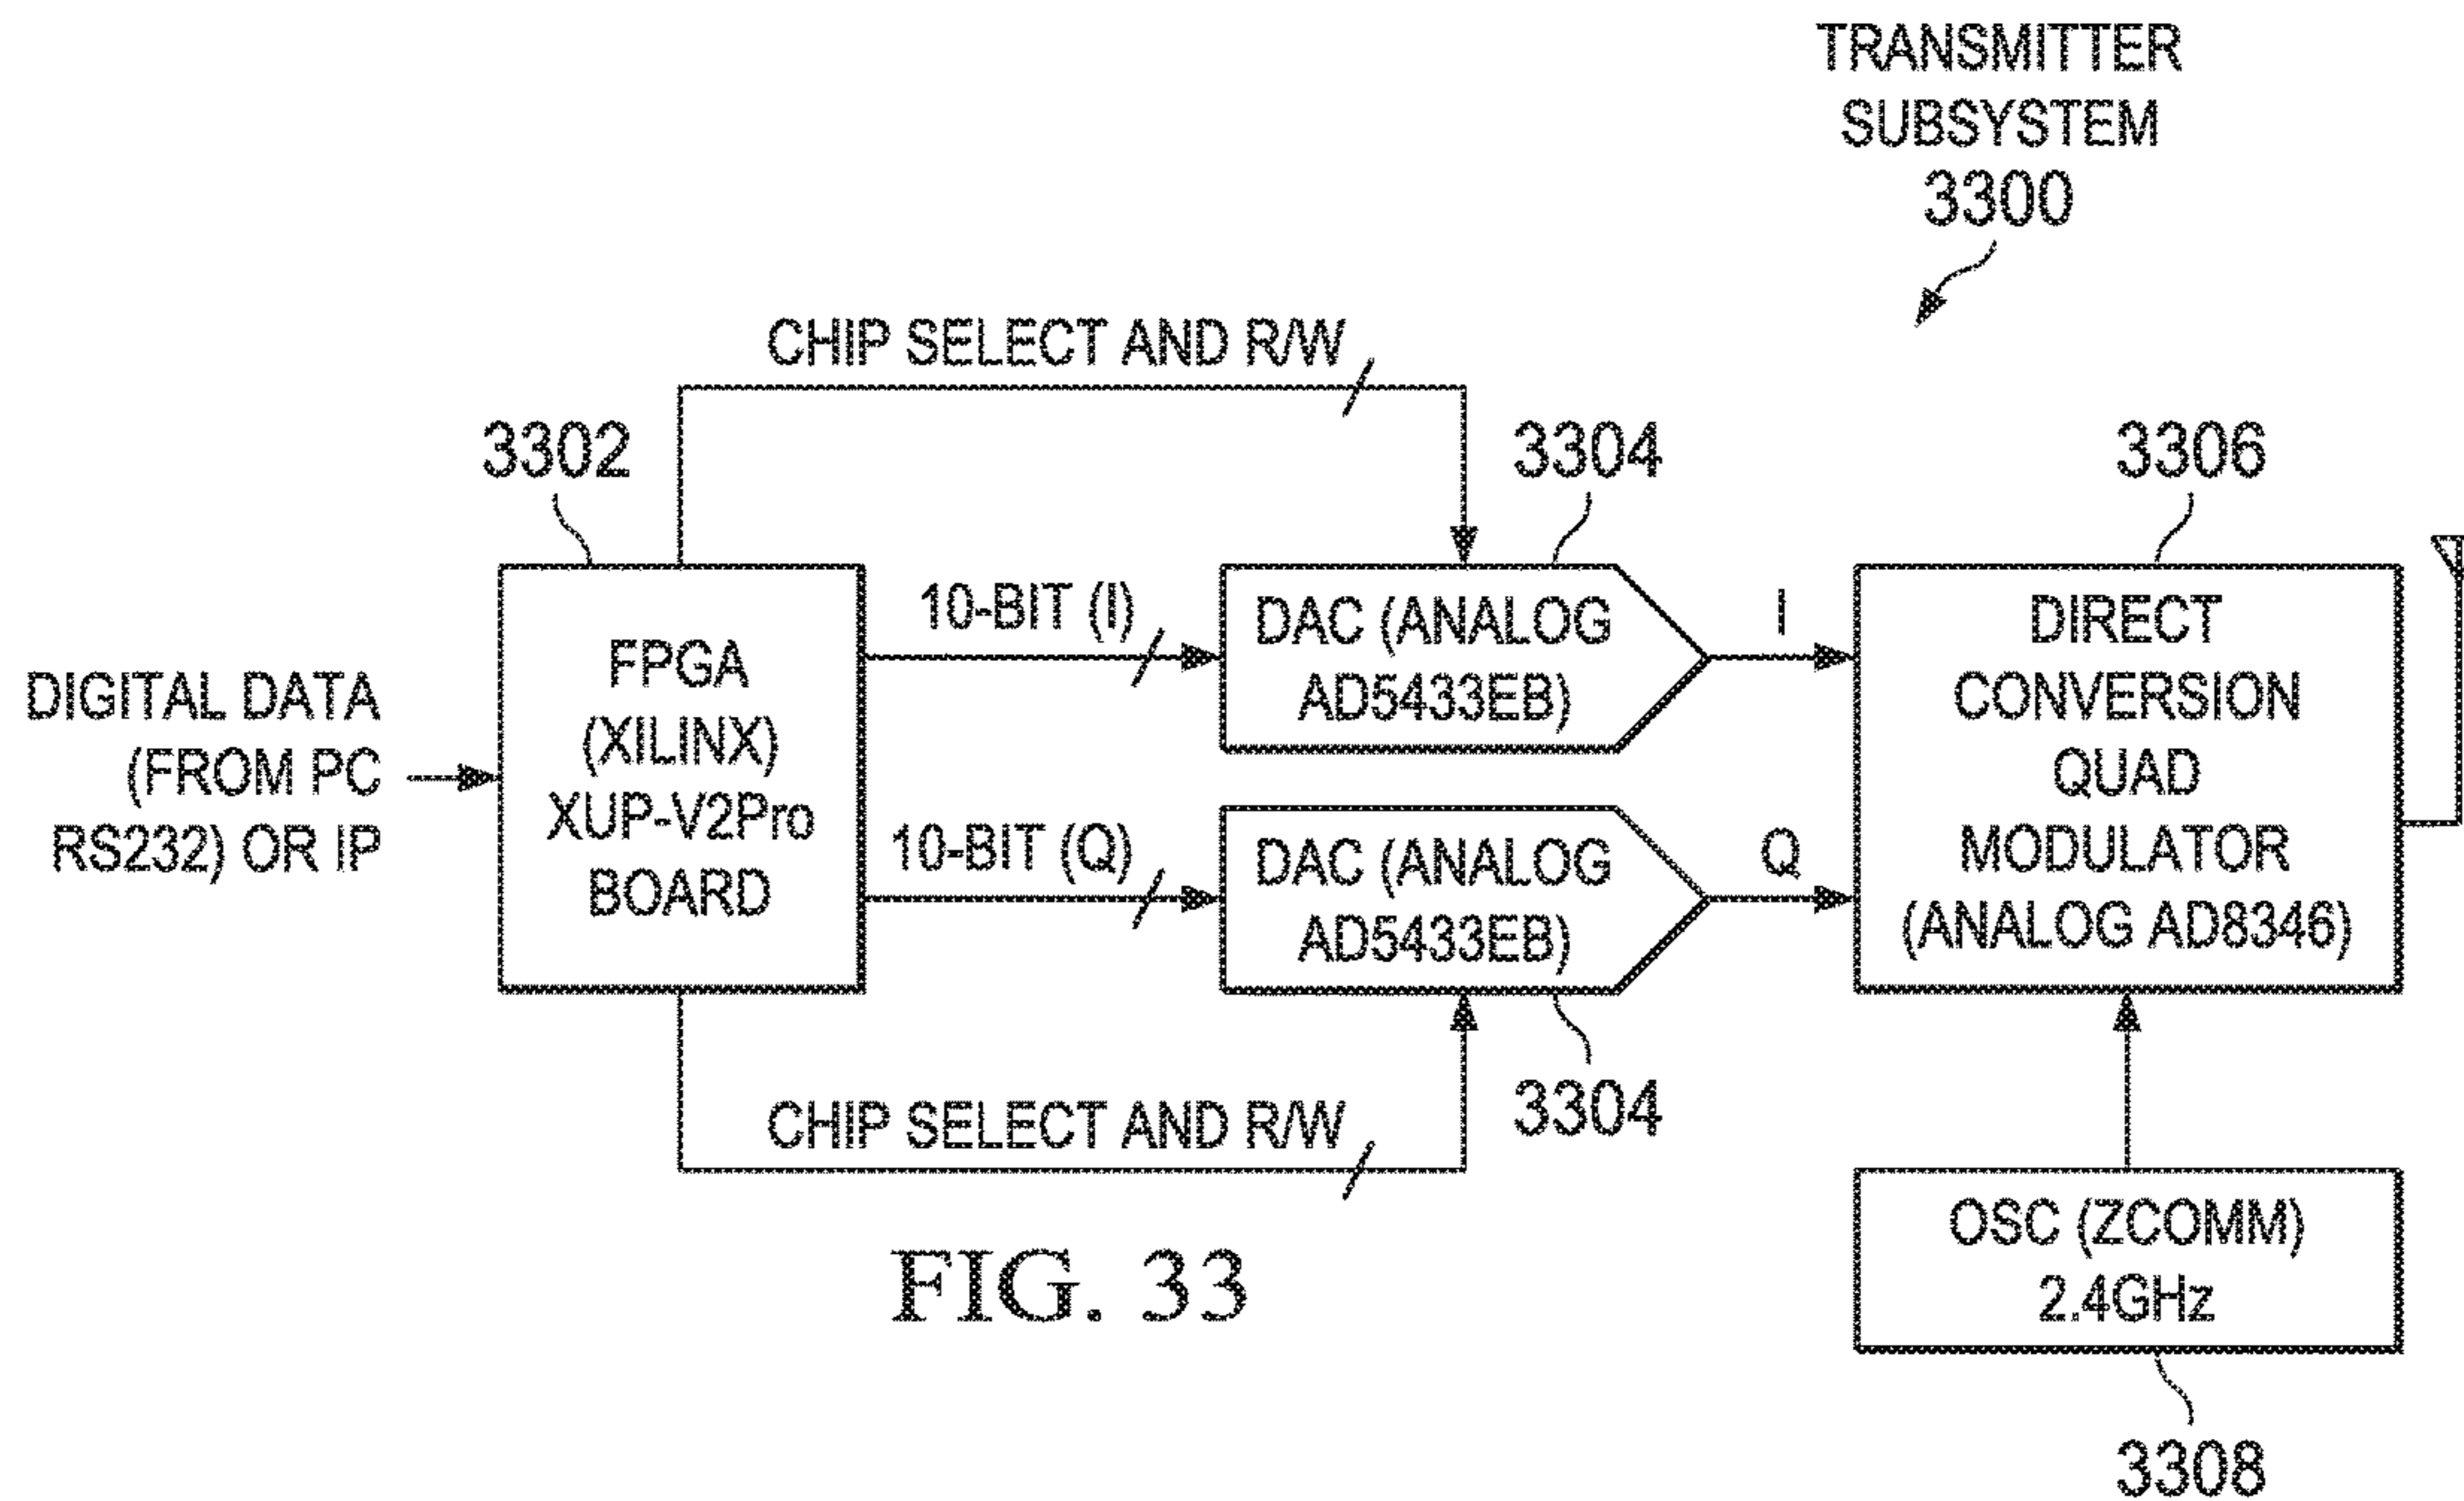 TRANSMITTER
SUBSYSTEM
3300
CHIP SELECT AND R/W
3302
3304
3306
DIGITAL DATA
(FROM PC
RS232) OR IP
FPGA
(XILINX)
XUP-V2Pro
BOARD
10-BIT (I)
10-BIT (Q)
DAC (ANALOG
AD5433EB)
I
DAC (ANALOG
AD5433EB)
Q
DIRECT
CONVERSION
QUAD
MODULATOR
(ANALOG AD8346)
CHIP SELECT AND R/W
3304
OSC (ZCOMM)
2.4GHz
3308
FIG. 33